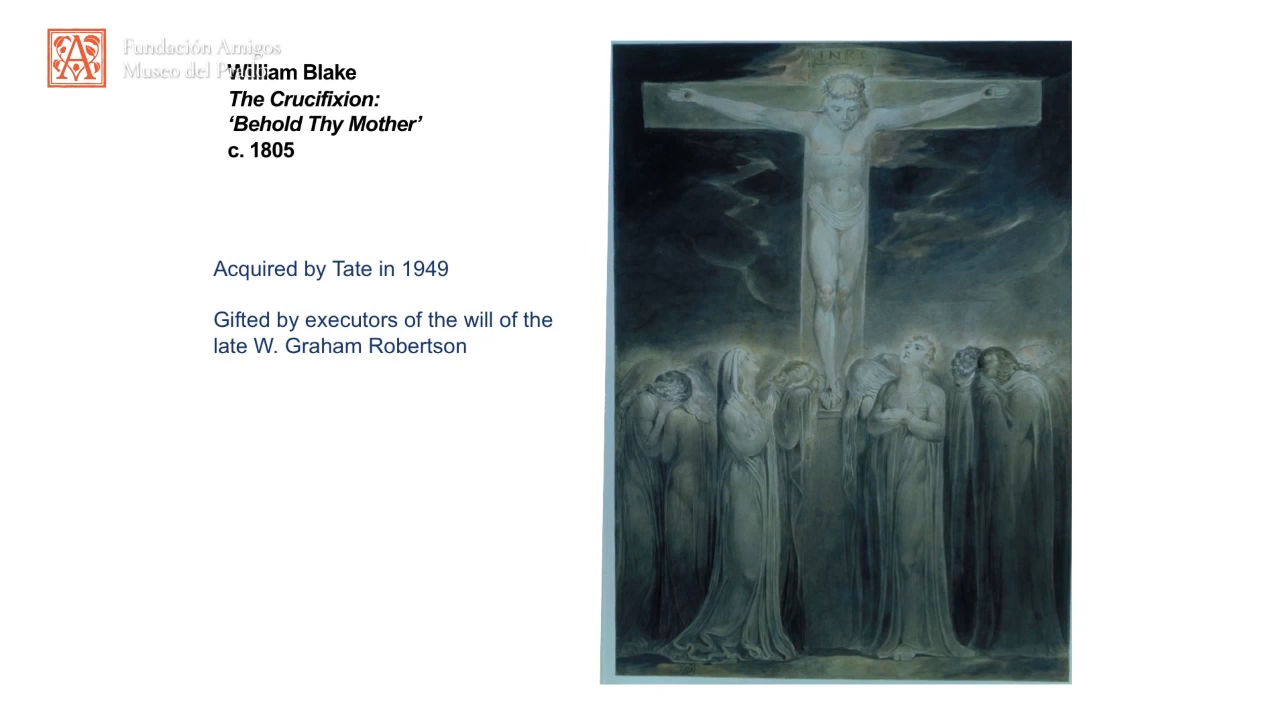 Fundación Amigos
Museo del Prado
William Blake
The Crucifixion:
‘Behold Thy Mother’
c. 1805
Acquired by Tate in 1949
Gifted by executors of the will of the
late W. Graham Robertson
INRI